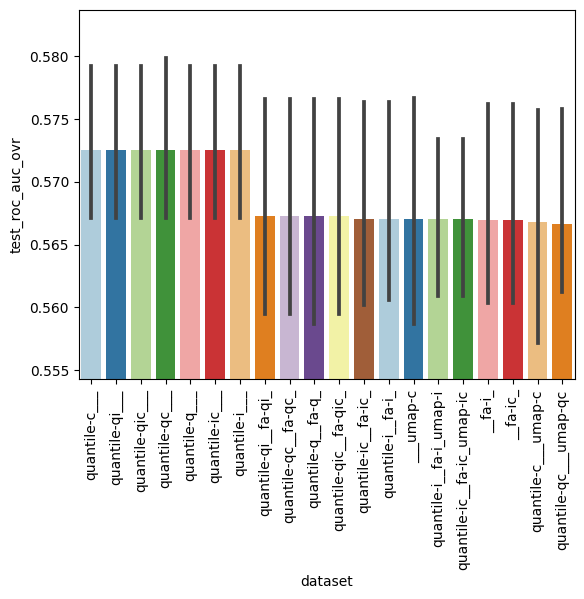 0.580
0.575
0.570
0.565
0.560
0.555
test_roc_auc_ovr
quantile-c___
quantile-qi___
quantile-qic___
quantile-qc___
quantile-q___
quantile-ic___
quantile-i___
quantile-qi__fa-qi_
quantile-qc__fa-qc_
quantile-q__fa-q_
quantile-qic__fa-qic_
quantile-ic__fa-ic_
quantile-i__fa-i_
___umap-c
quantile-i__fa-i_umap-i
quantile-ic__fa-ic_umap-ic
__fa-i_
__fa-ic_
quantile-c___umap-c
quantile-qc___umap-qc
dataset